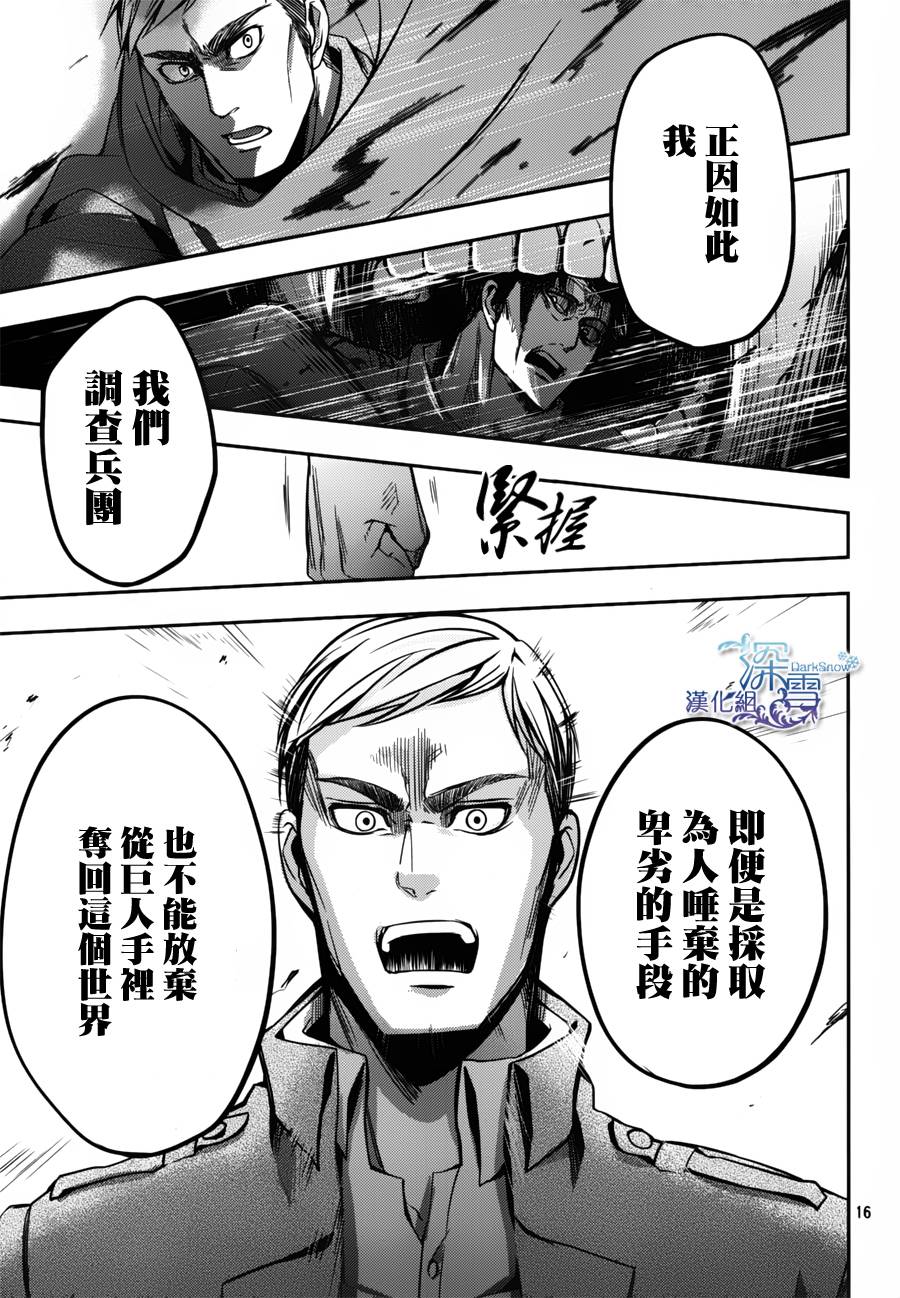 正因如此
我
我們
調查兵團
緊握
深雪
DarkSnow
漢化組
即便是採取
為人唾棄的
卑劣的手段
也不能放棄
從巨人手裡
奪回這個世界
16